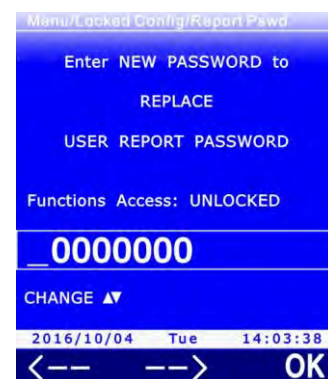 Menu/Locked Config/Report Pswd
Enter NEW PASSWORD to
REPLACE
USER REPORT PASSWORD
Functions Access: UNLOCKED
_0000000
CHANGE ▲▼
2016/10/04 Tue 14:03:38
<-- --> OK